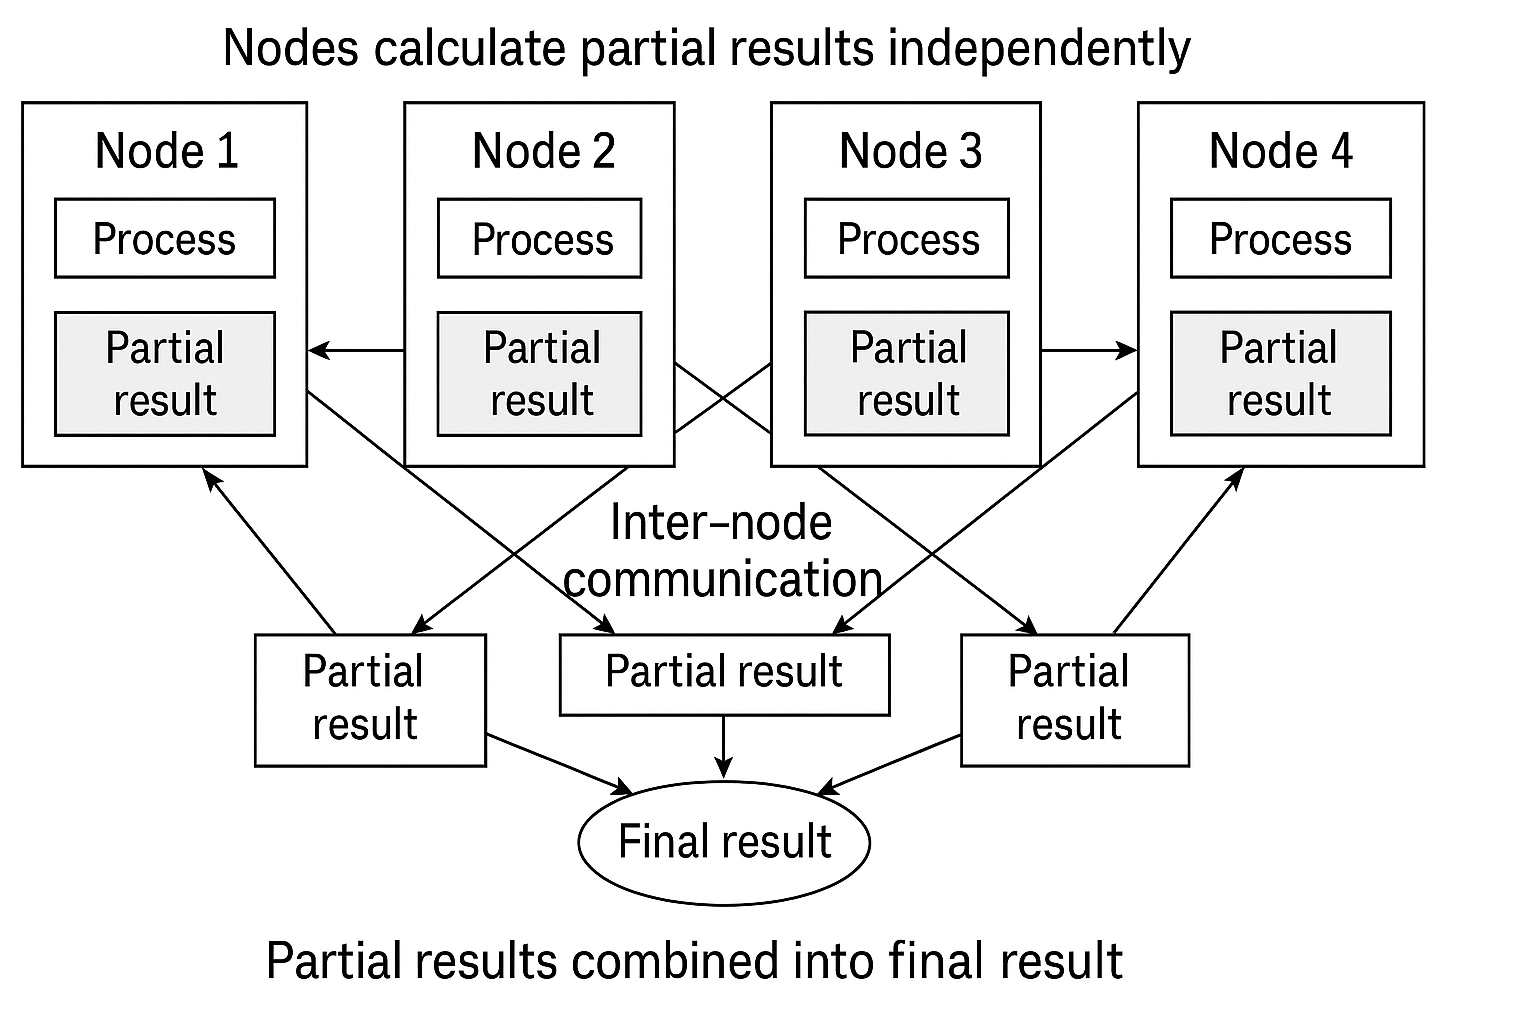 Nodes calculate partial results independently
Node 1
Process
Partial
result
Node 2
Process
Partial
result
Node 3
Process
Partial
result
Node 4
Process
Partial
result
Inter–node
communication
Partial
result
Partial result
Partial
result
Final result
Partial results combined into final result